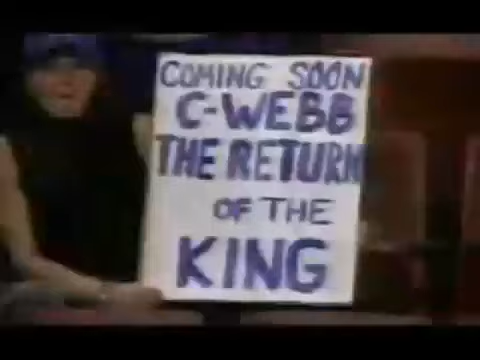 COMING SOON
C-WEBB
THE RETURN
OF THE
KING